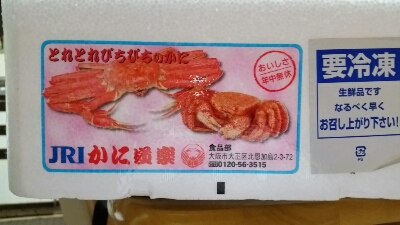 とれとれぴちぴちのかに
おいしさ
年中無休
JRI かに道楽
食品部
大阪市大正区北恩加島2-3-72
0120-56-3515
要冷凍
生鮮品です
なるべく早く
お召し上がり下さい!